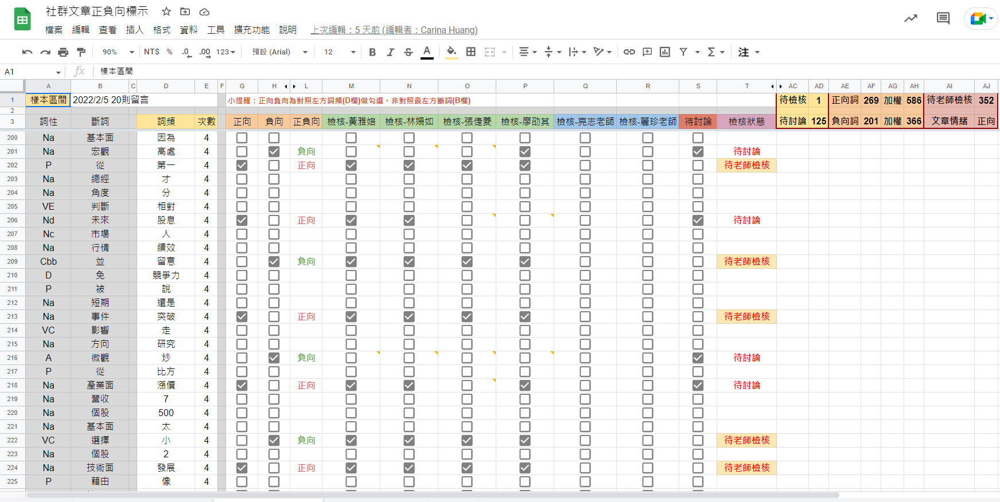 社群文章正負向標示
檔案 編輯 查看 插入 格式 資料 工具 擴充功能 說明 上次編輯：5 天前 (編輯者：Carina Huang)
90% NT$ % .0 .00 123 預設 (Arial) 12 B I S A Σ 注
A1 fx 樣本區間
A B C D E F G H L M N O P Q R S T AC AD AE AF AG AH AI AJ
1 樣本區間 2022/2/5 20則留言 小提醒：正向負向為對照左方詞頻(D欄)做勾選，非對照最左方斷詞(B欄) 待檢核 1 正向詞 269 加權 586 待老師檢核 352
2
3 詞性 斷詞 詞頻 次數 正向 負向 正負向 檢核-黃雅婄 檢核-林姍如 檢核-張倢菱 檢核-廖劭其 檢核-亮志老師 檢核-麗珍老師 待討論 檢核狀態 待討論 125 負向詞 201 加權 366 文章情緒 正向
200 Na 基本面 因為 4
201 Na 宏觀 高處 4 負向 待討論
202 P 從 第一 4 正向 待老師檢核
203 Na 總經 才 4
204 Na 角度 分 4
205 VE 判斷 相對 4
206 Nd 未來 股息 4 正向 待討論
207 Nc 市場 人 4
208 Na 行情 績效 4
209 Cbb 並 留意 4 負向 待老師檢核
210 D 免 競爭力 4
211 P 被 說 4
212 Na 短期 還是 4
213 Na 事件 突破 4 正向 待老師檢核
214 VC 影響 走 4
215 Na 方向 研究 4
216 A 微觀 炒 4 負向 待討論
217 P 從 比方 4
218 Na 產業面 漲價 4 正向 待討論
219 Na 營收 7 4
220 Na 個股 500 4
221 Na 基本面 太 4
222 VC 選擇 小 4 負向 待老師檢核
223 Na 個股 2 4
224 Na 技術面 發展 4 正向 待老師檢核
225 P 藉由 像 4